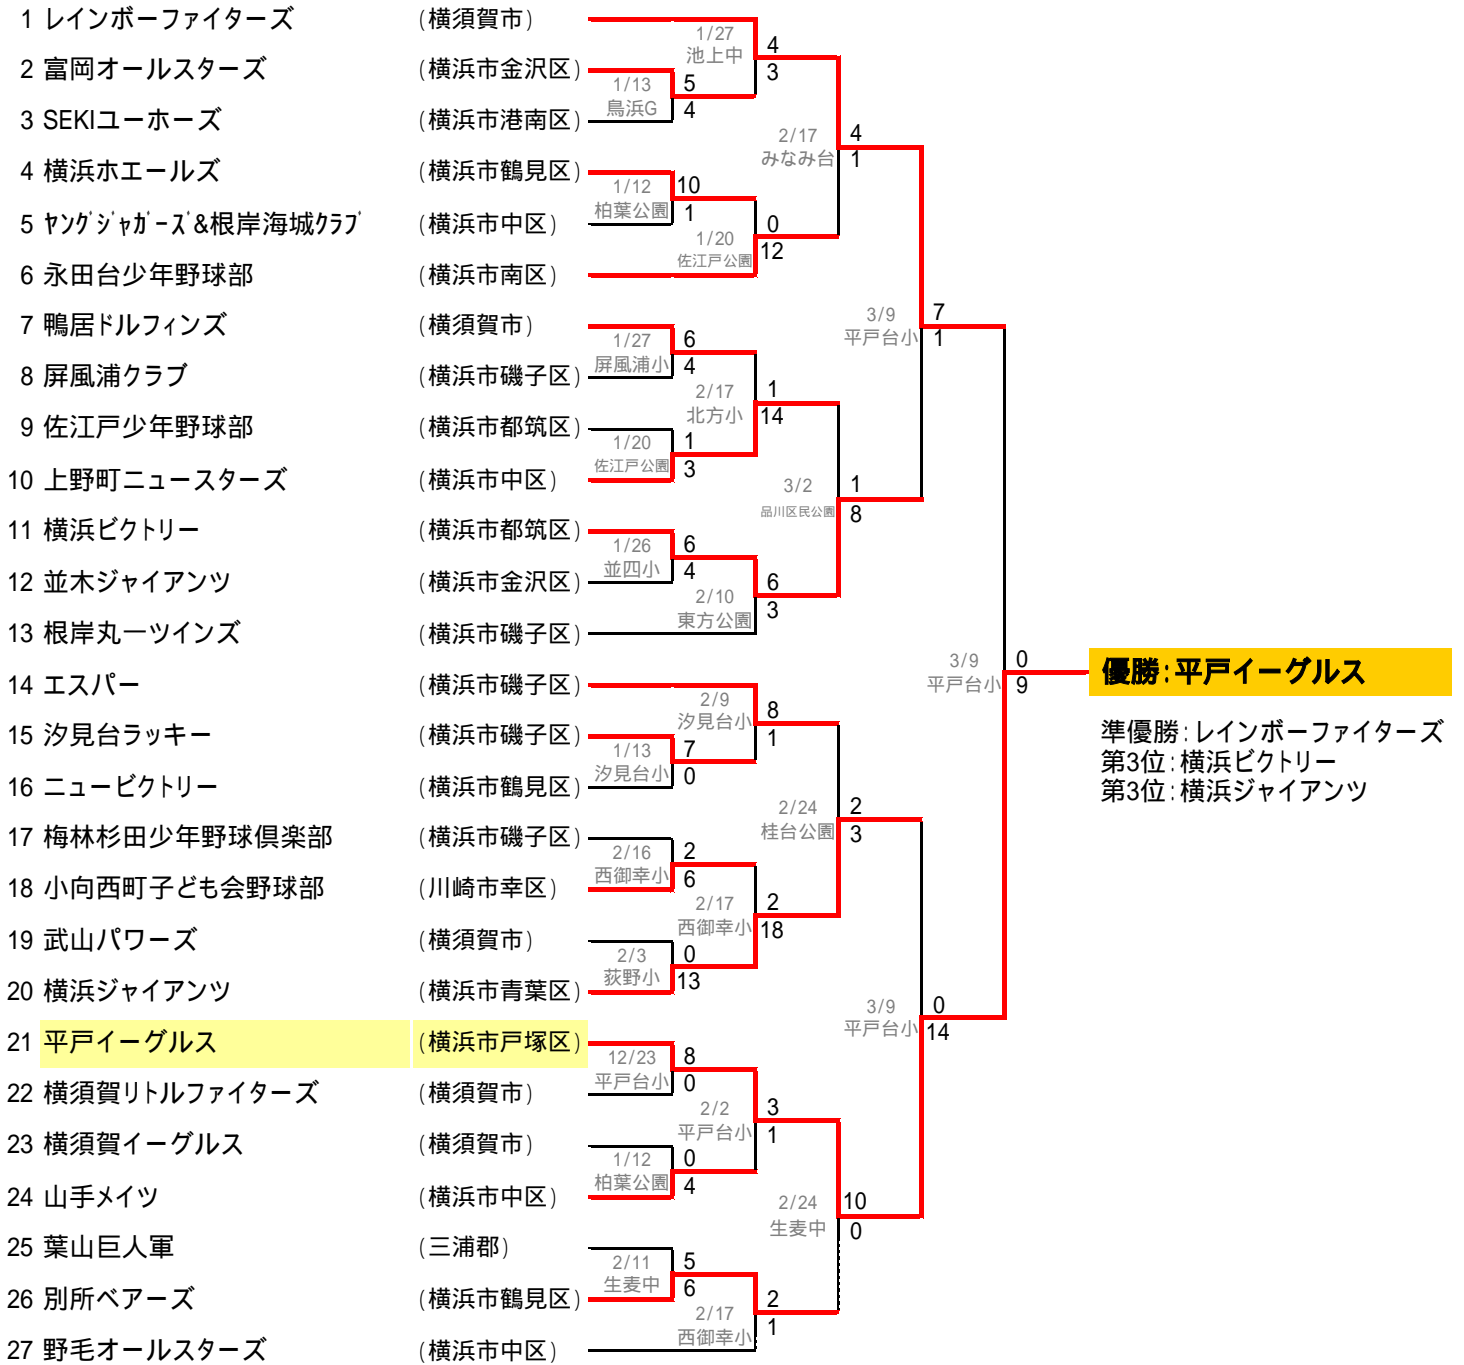 1 レインボーファイターズ (横須賀市)
2 富岡オールスターズ (横浜市金沢区)
3 SEKIユーホーズ (横浜市港南区)
4 横浜ホエールズ (横浜市鶴見区)
5 ﾔﾝｸﾞｼﾞｬｶﾞｰｽﾞ&根岸海城ｸﾗﾌﾞ (横浜市中区)
6 永田台少年野球部 (横浜市南区)
7 鴨居ドルフィンズ (横須賀市)
8 屏風浦クラブ (横浜市磯子区)
9 佐江戸少年野球部 (横浜市都筑区)
10 上野町ニュースターズ (横浜市中区)
11 横浜ビクトリー (横浜市都筑区)
12 並木ジャイアンツ (横浜市金沢区)
13 根岸丸一ツインズ (横浜市磯子区)
14 エスパー (横浜市磯子区)
15 汐見台ラッキー (横浜市磯子区)
16 ニュービクトリー (横浜市鶴見区)
17 梅林杉田少年野球倶楽部 (横浜市磯子区)
18 小向西町子ども会野球部 (川崎市幸区)
19 武山パワーズ (横須賀市)
20 横浜ジャイアンツ (横浜市青葉区)
21 平戸イーグルス (横浜市戸塚区)
22 横須賀リトルファイターズ (横須賀市)
23 横須賀イーグルス (横須賀市)
24 山手メイツ (横浜市中区)
25 葉山巨人軍 (三浦郡)
26 別所ベアーズ (横浜市鶴見区)
27 野毛オールスターズ (横浜市中区)
1/13
鳥浜G
5
4
1/12
柏葉公園
10
1
1/27
屏風浦小
6
4
1/20
佐江戸公園
1
3
1/26
並四小
6
4
1/13
汐見台小
7
0
2/16
西御幸小
2
6
2/3
荻野小
0
13
12/23
平戸台小
8
0
1/12
柏葉公園
0
4
2/11
生麦中
5
6
1/27
池上中
4
3
1/20
佐江戸公園
0
12
2/17
北方小
1
14
2/10
東方公園
6
3
2/9
汐見台小
8
1
2/17
西御幸小
2
18
2/2
平戸台小
3
1
2/17
西御幸小
2
1
2/17
みなみ台
4
1
3/2
品川区民公園
1
8
2/24
桂台公園
2
3
2/24
生麦中
10
0
3/9
平戸台小
7
1
3/9
平戸台小
0
14
3/9
平戸台小
0
9
優勝:平戸イーグルス
準優勝:レインボーファイターズ
第3位:横浜ビクトリー
第3位:横浜ジャイアンツ